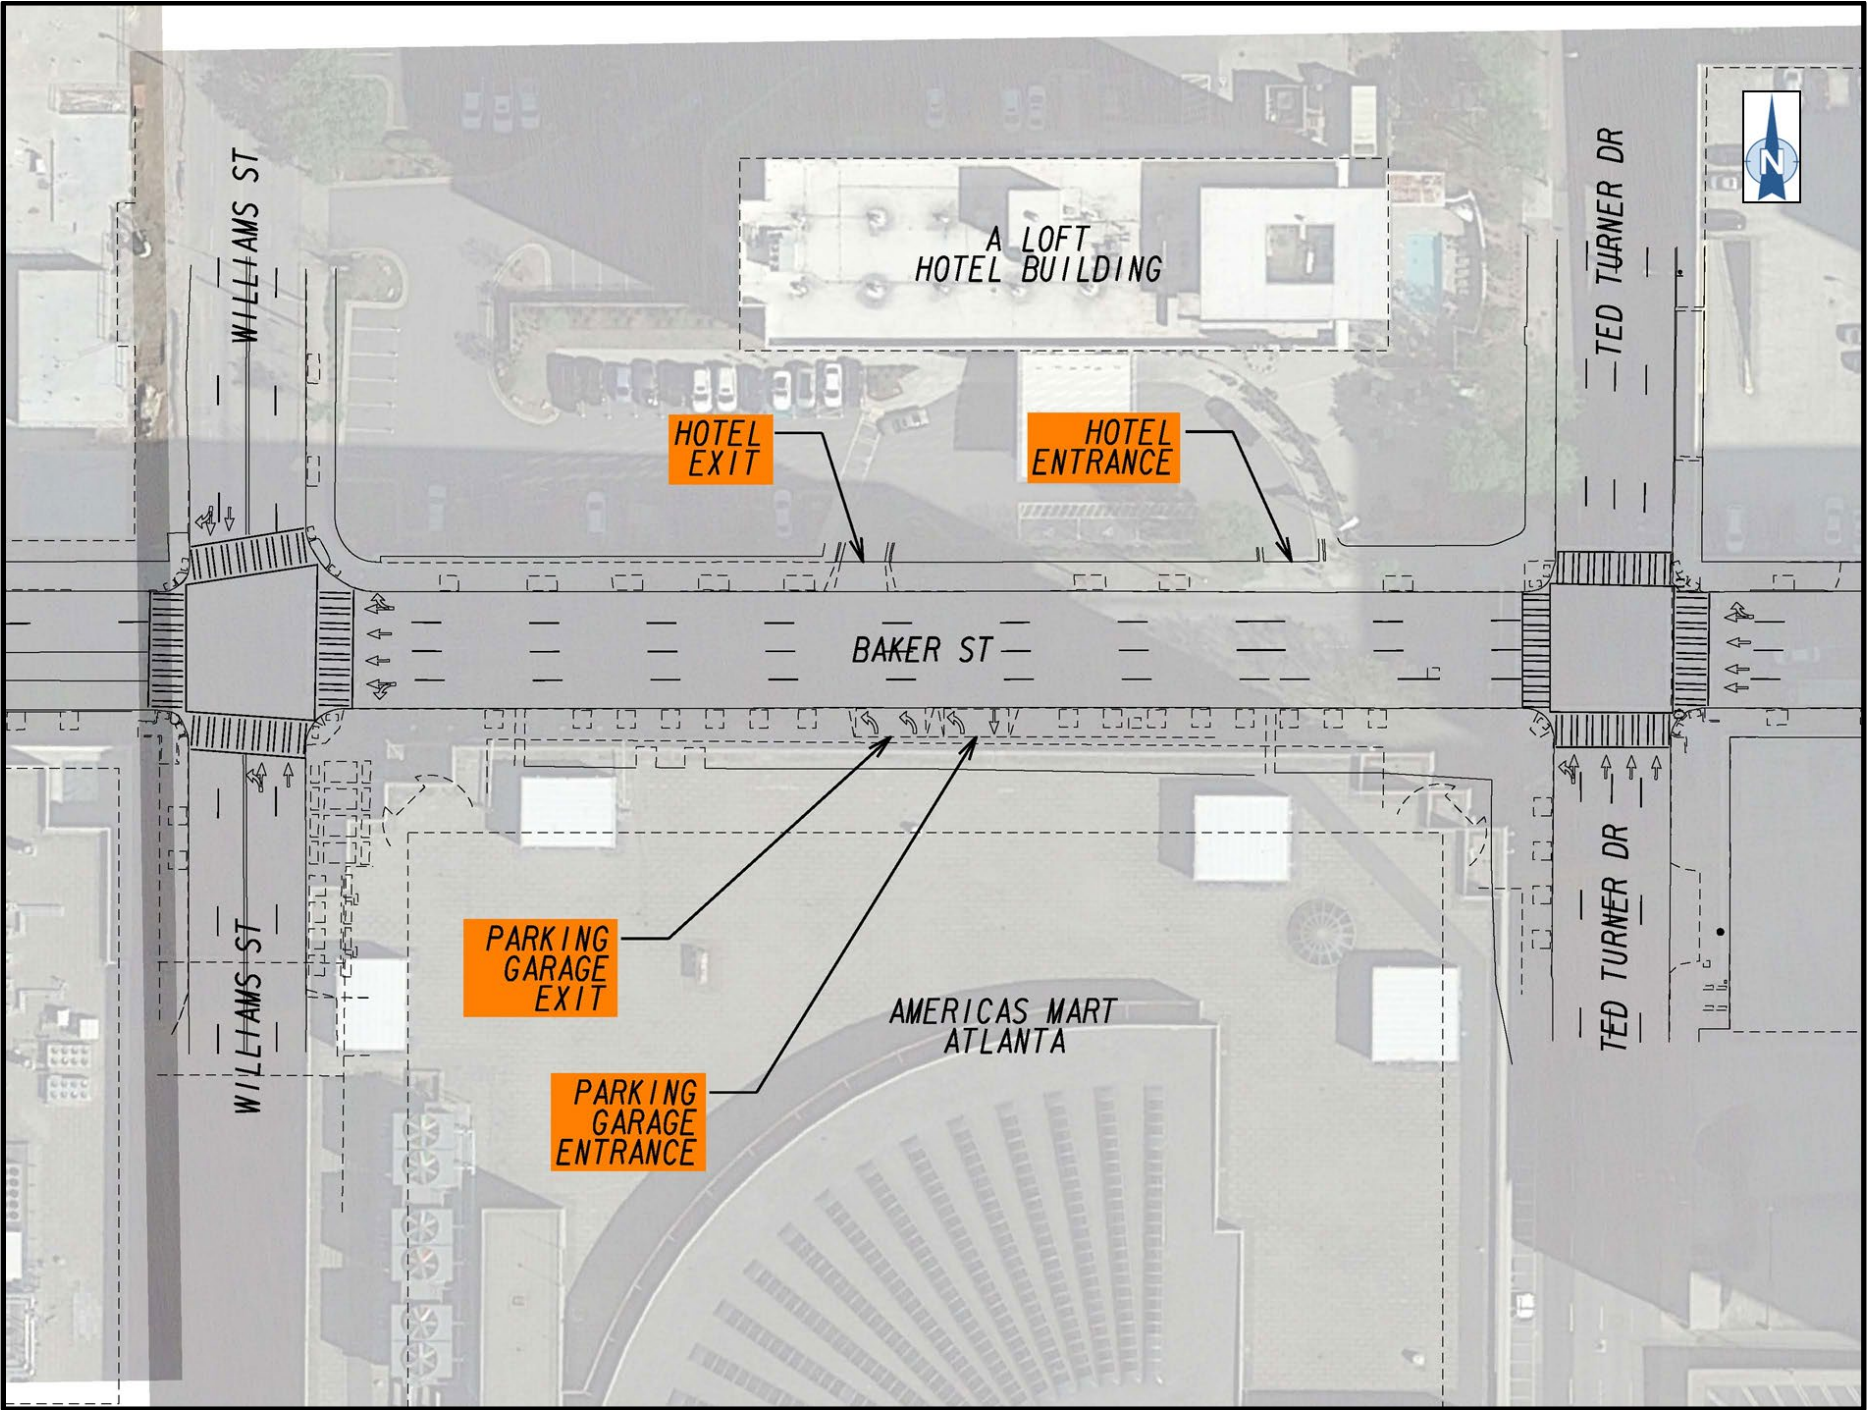 WILLIAMS ST
TED TURNER DR
N
A LOFT
HOTEL BUILDING
HOTEL
EXIT
HOTEL
ENTRANCE
BAKER ST
PARKING
GARAGE
EXIT
WILLIAMS ST
TED TURNER DR
AMERICAS MART
ATLANTA
PARKING
GARAGE
ENTRANCE